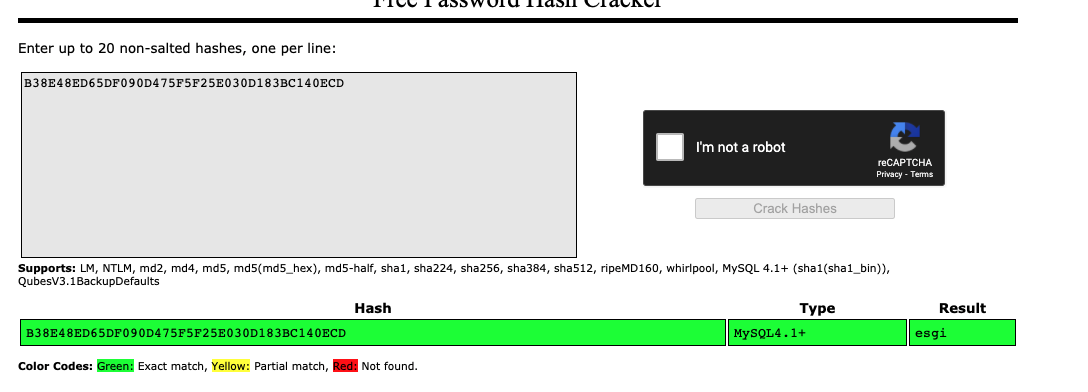 Free Password Hash Cracker
Enter up to 20 non-salted hashes, one per line:
B38E48ED65DF090D475F5F25E030D183BC140ECD
I'm not a robot
reCAPTCHA
Privacy - Terms
Crack Hashes
Supports: LM, NTLM, md2, md4, md5, md5(md5_hex), md5-half, sha1, sha224, sha256, sha384, sha512, ripeMD160, whirlpool, MySQL 4.1+ (sha1(sha1_bin)),
QubesV3.1BackupDefaults
Hash Type Result
B38E48ED65DF090D475F5F25E030D183BC140ECD MySQL4.1+ esgi
Color Codes: Green: Exact match, Yellow: Partial match, Red: Not found.